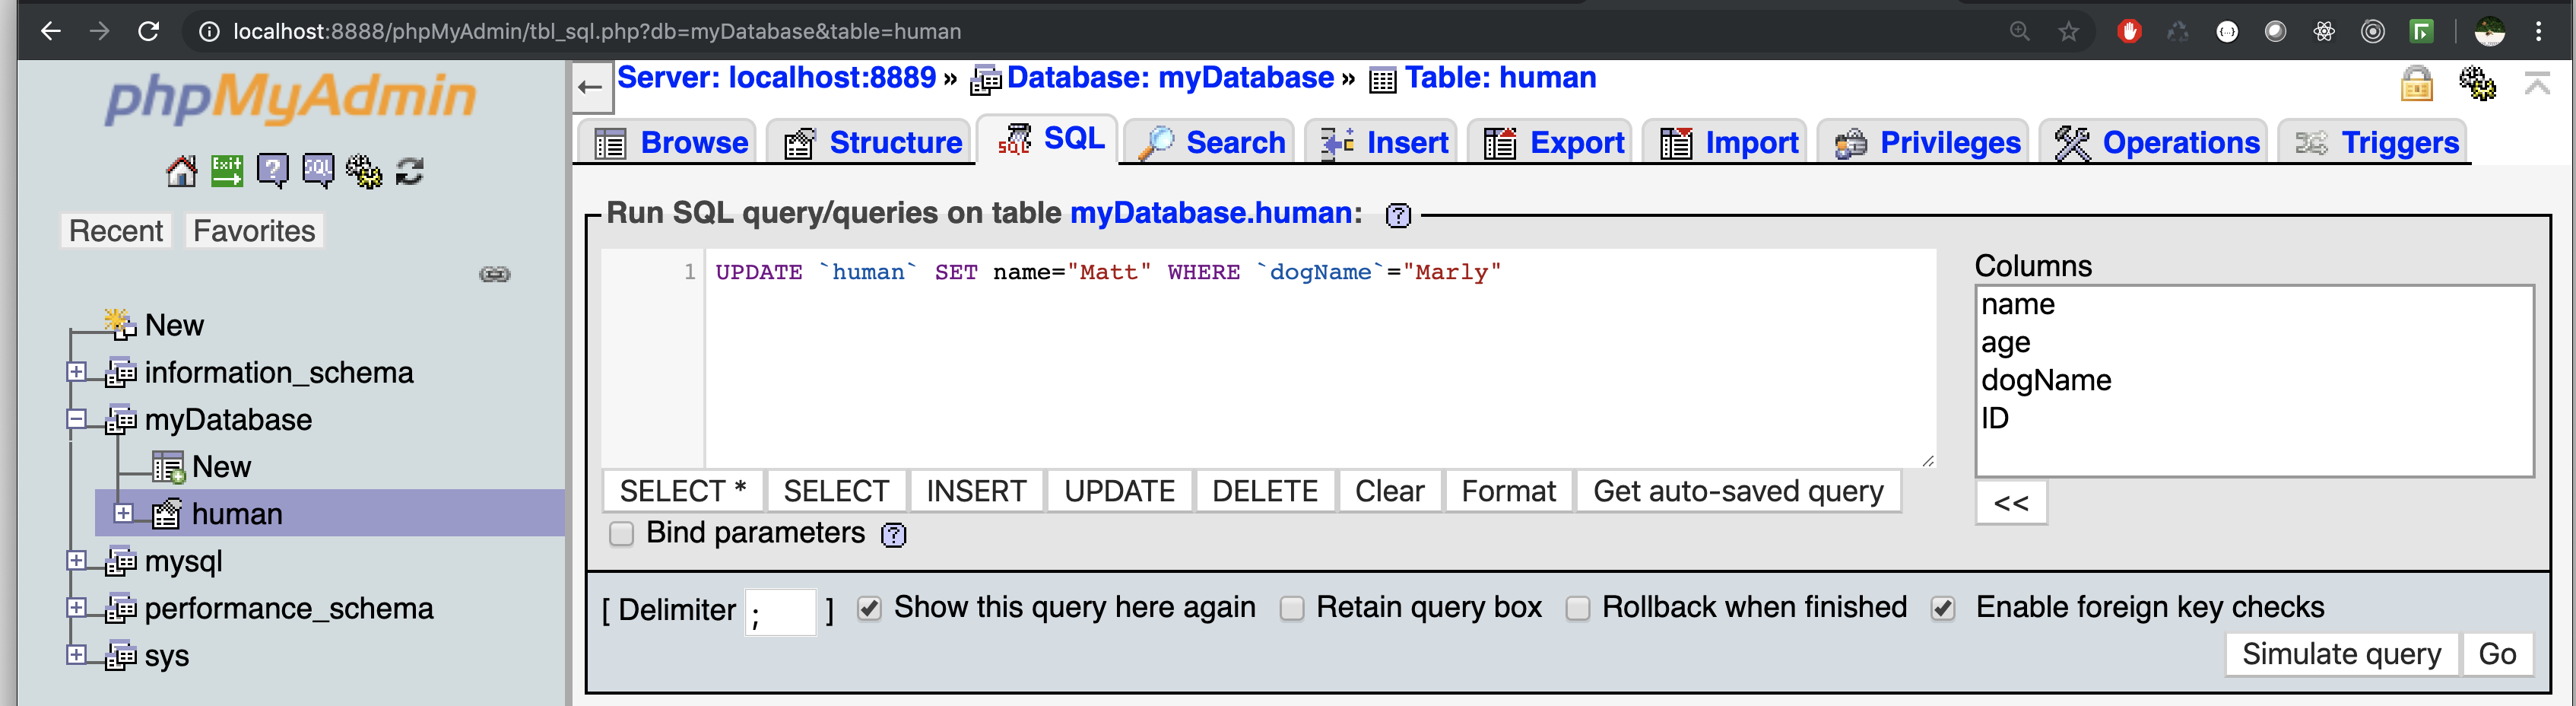 localhost:8888/phpMyAdmin/tbl_sql.php?db=myDatabase&table=human
phpMyAdmin
Exit
?
SQL
Recent
Favorites
New
information_schema
myDatabase
New
human
mysql
performance_schema
sys
Server: localhost:8889 » Database: myDatabase » Table: human
Browse
Structure
SQL
Search
Insert
Export
Import
Privileges
Operations
Triggers
Run SQL query/queries on table myDatabase.human:
1 UPDATE `human` SET name="Matt" WHERE `dogName`="Marly"
Columns
name
age
dogName
ID
<<
SELECT *
SELECT
INSERT
UPDATE
DELETE
Clear
Format
Get auto-saved query
Bind parameters
[ Delimiter ; ]
Show this query here again
Retain query box
Rollback when finished
Enable foreign key checks
Simulate query
Go